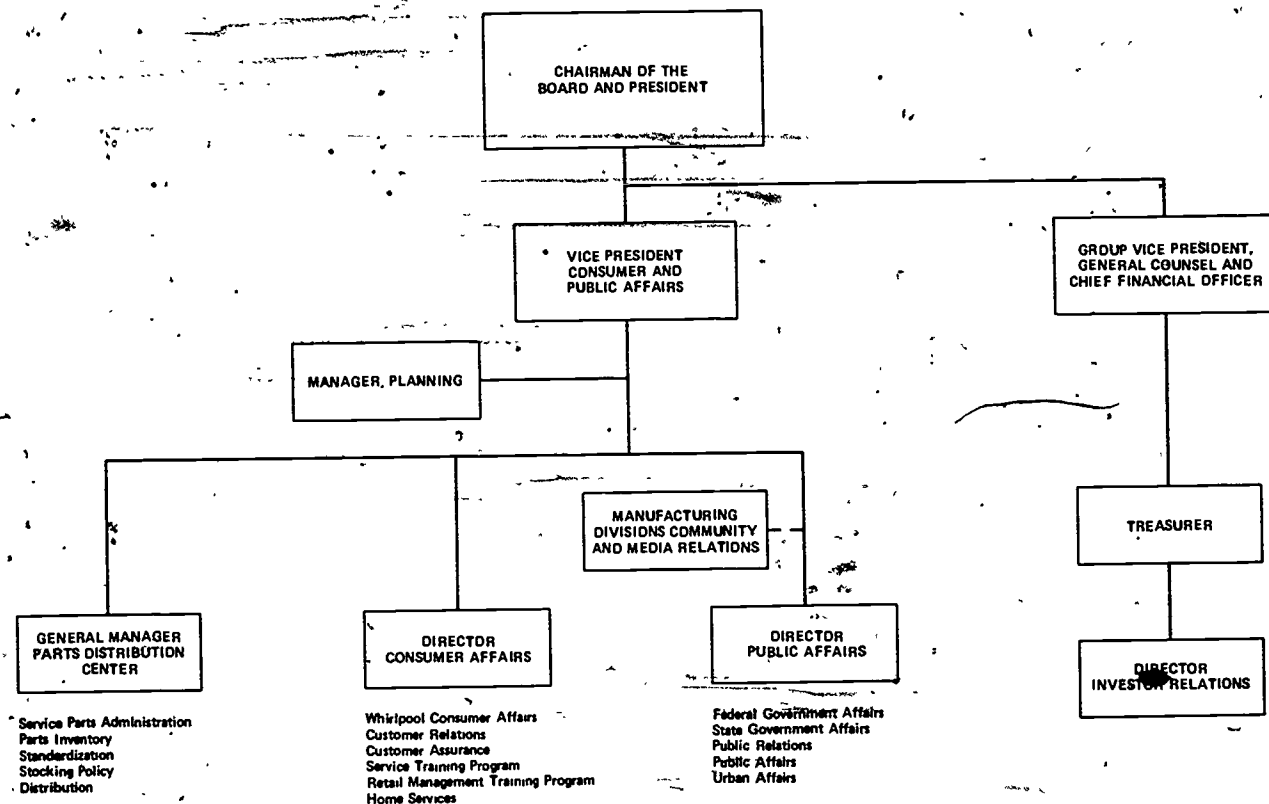 CHAIRMAN OF THE
BOARD AND PRESIDENT
VICE PRESIDENT
CONSUMER AND
PUBLIC AFFAIRS
GROUP VICE PRESIDENT,
GENERAL COUNSEL AND
CHIEF FINANCIAL OFFICER
MANAGER, PLANNING
MANUFACTURING
DIVISIONS COMMUNITY
AND MEDIA RELATIONS
TREASURER
GENERAL MANAGER
PARTS DISTRIBUTION
CENTER
DIRECTOR
CONSUMER AFFAIRS
DIRECTOR
PUBLIC AFFAIRS
DIRECTOR
INVESTOR RELATIONS
Service Parts Administration
Parts Inventory
Standardization
Stocking Policy
Distribution
Whirlpool Consumer Affairs
Customer Relations
Customer Assurance
Service Training Program
Retail Management Training Program
Home Services
Federal Government Affairs
State Government Affairs
Public Relations
Public Affairs
Urban Affairs